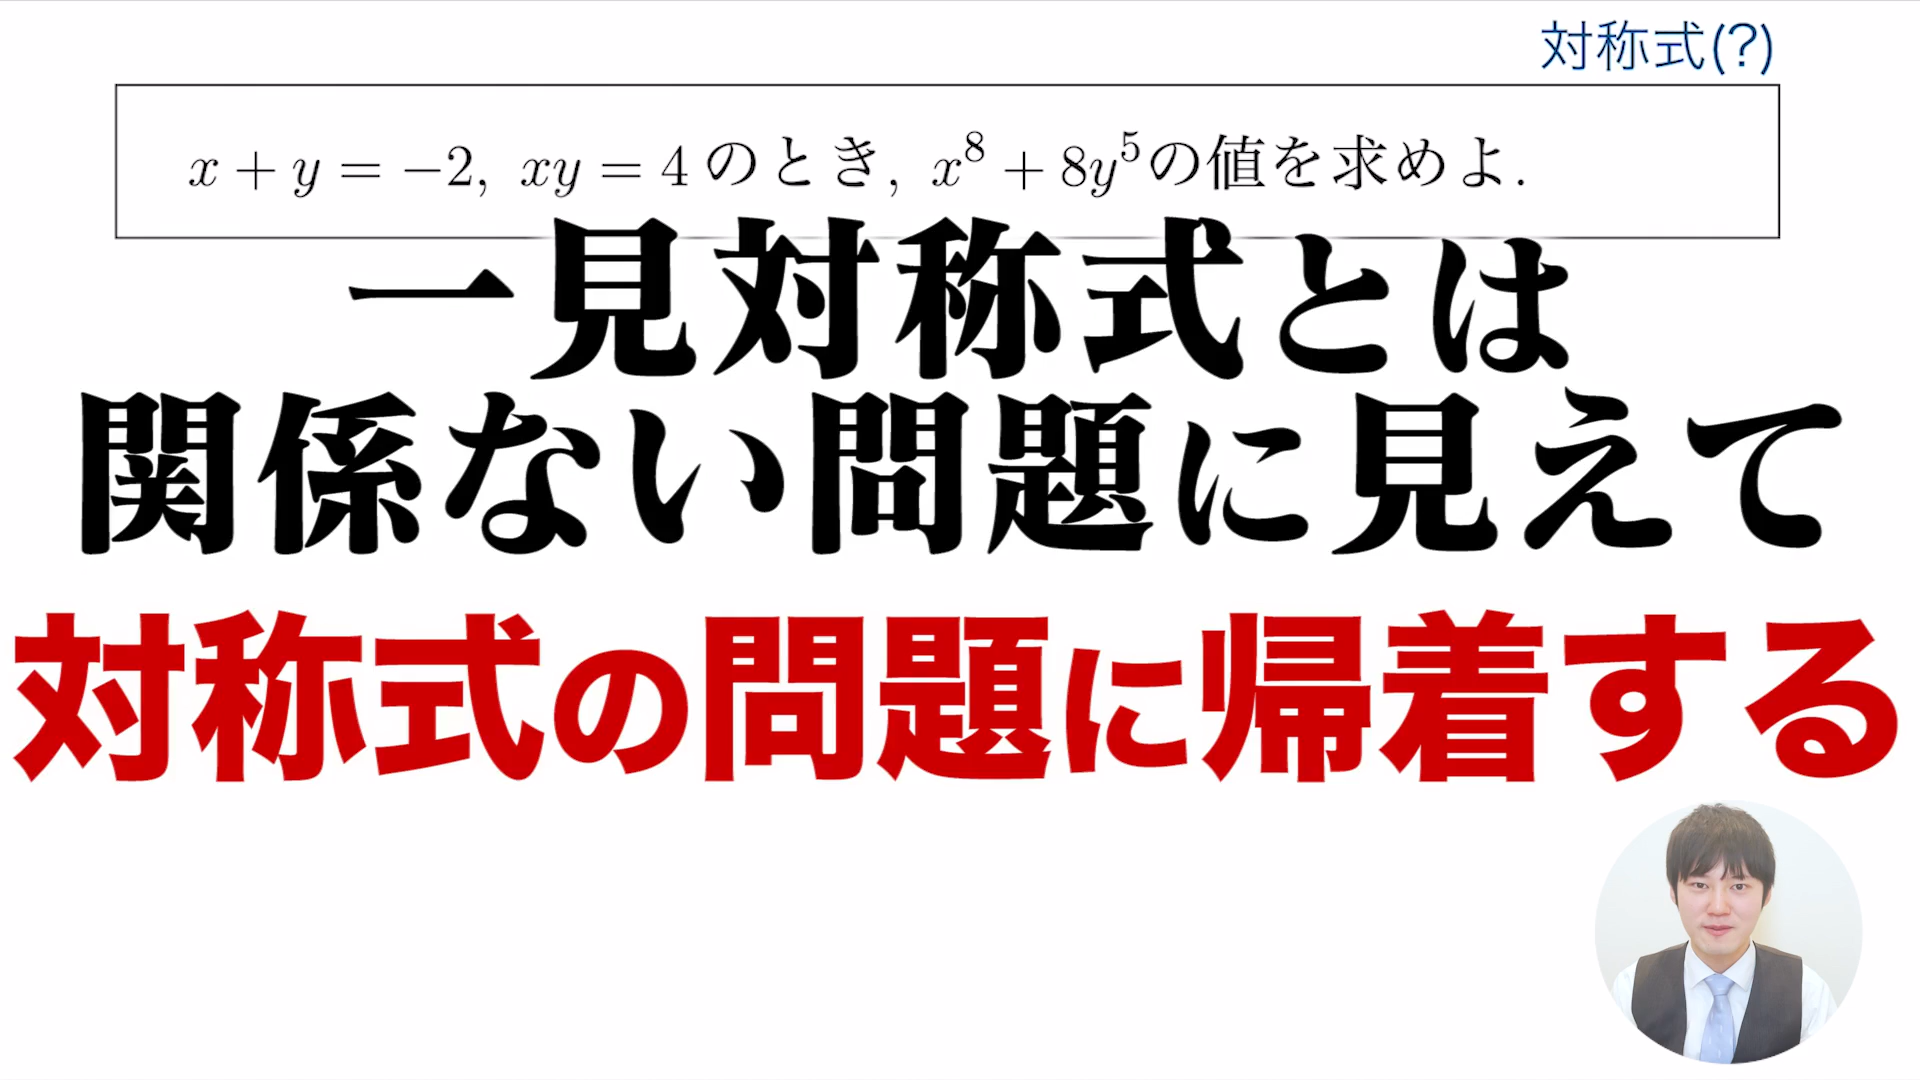 対称式(?)
x + y = −2, xy = 4 のとき, x⁸ + 8y⁵の値を求めよ.
一見対称式とは
関係ない問題に見えて
対称式の問題に帰着する